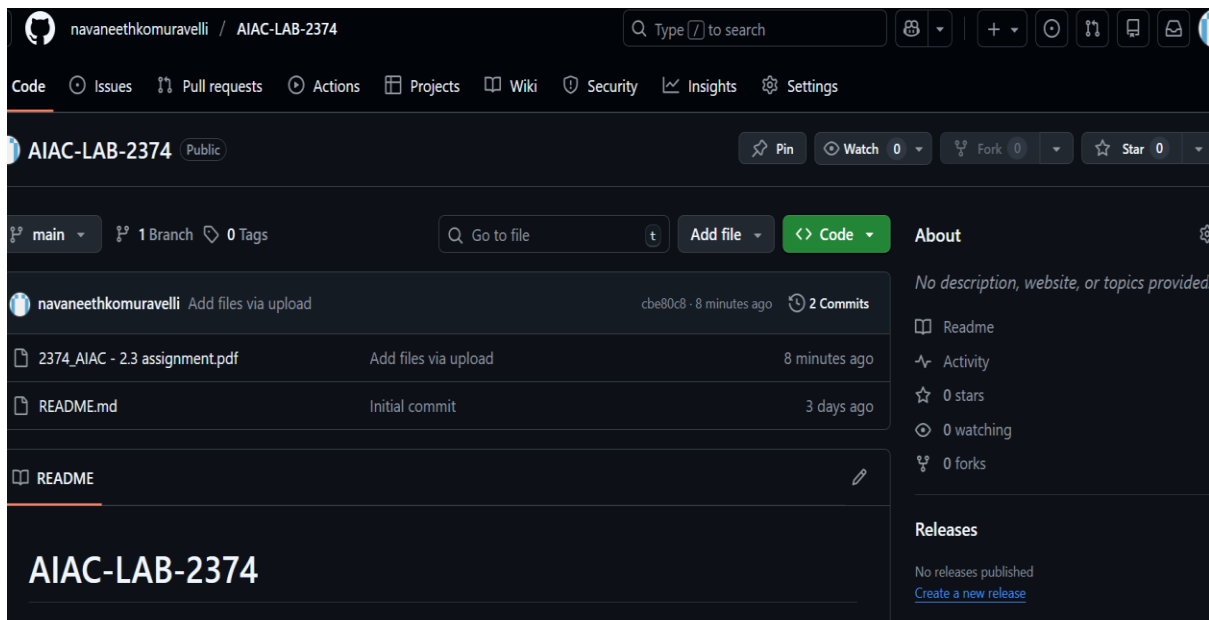 navaneethkomuravelli / AIAC-LAB-2374 Type / to search
Code Issues Pull requests Actions Projects Wiki Security Insights Settings
AIAC-LAB-2374 Public Pin Watch 0 Fork 0 Star 0
main 1 Branch 0 Tags Go to file t Add file Code
navaneethkomuravelli Add files via upload cbe80c8 · 8 minutes ago 2 Commits
2374_AIAC - 2.3 assignment.pdf Add files via upload 8 minutes ago
README.md Initial commit 3 days ago
README
AIAC-LAB-2374
About
No description, website, or topics provided.
Readme
Activity
0 stars
0 watching
0 forks
Releases
No releases published
Create a new release